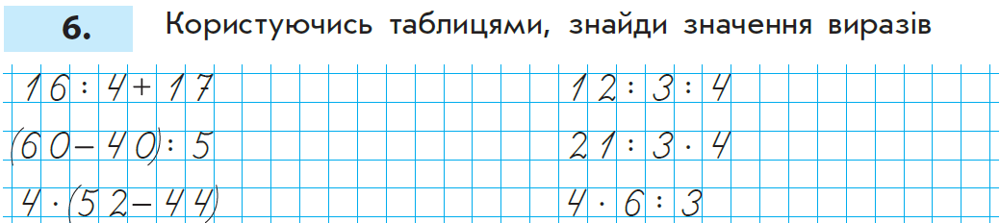 6. Користуючись таблицями, знайди значення виразів
16 : 4 + 17 12 : 3 : 4
(60 – 40) : 5 21 : 3 · 4
4 · (52 – 44) 4 · 6 : 3